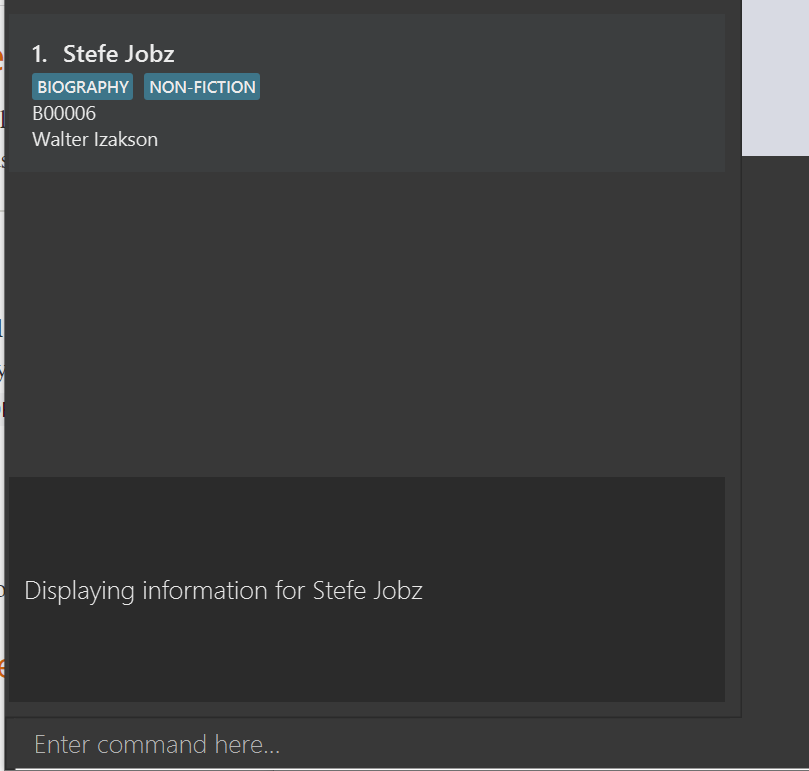 1. Stefe Jobz
BIOGRAPHY NON-FICTION
B00006
Walter Izakson
Displaying information for Stefe Jobz
Enter command here...